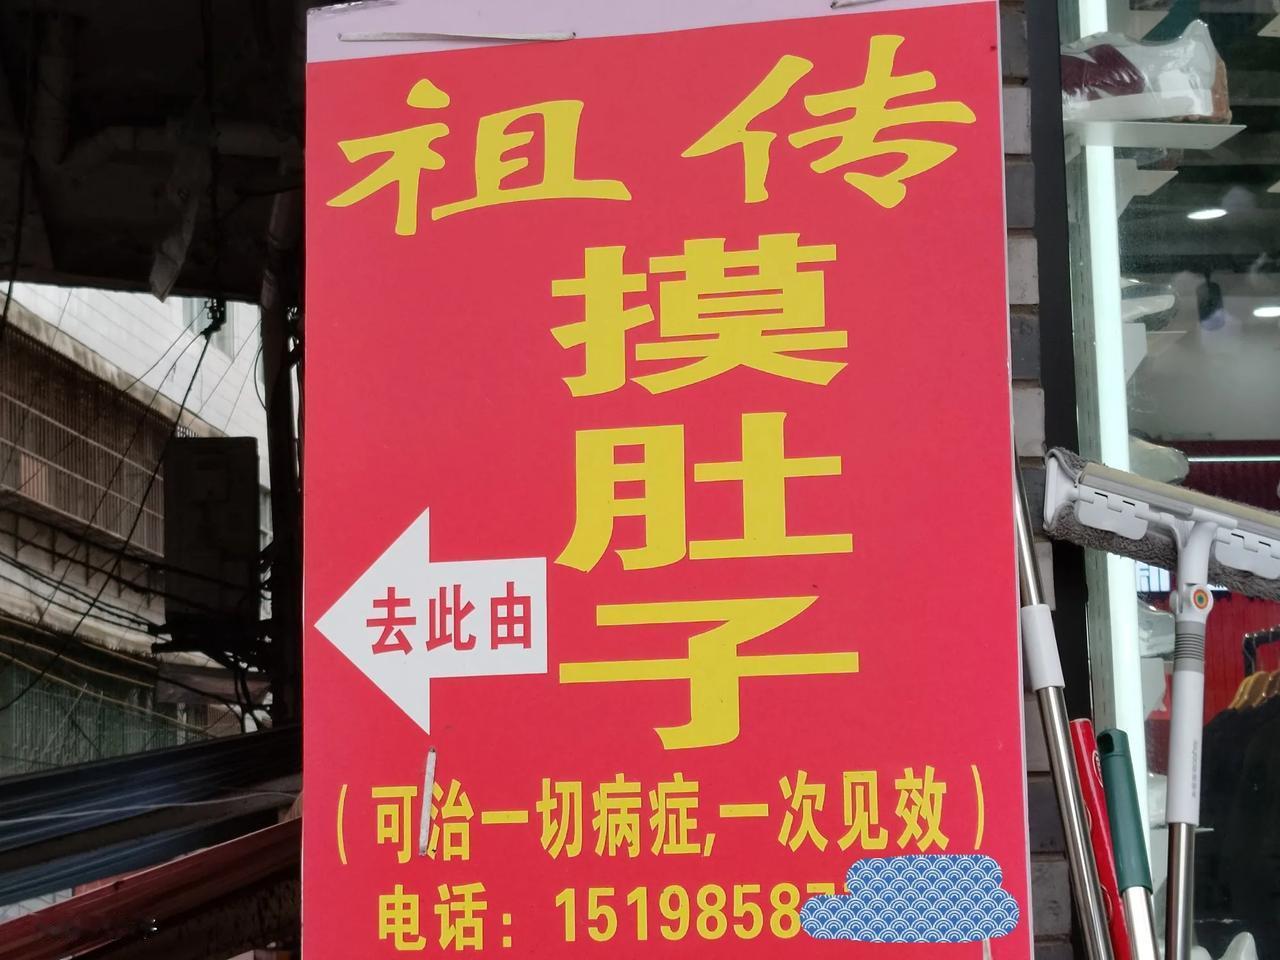 祖传
摸
肚
子
去此由
(可治一切病症,一次见效)
电话：1519858